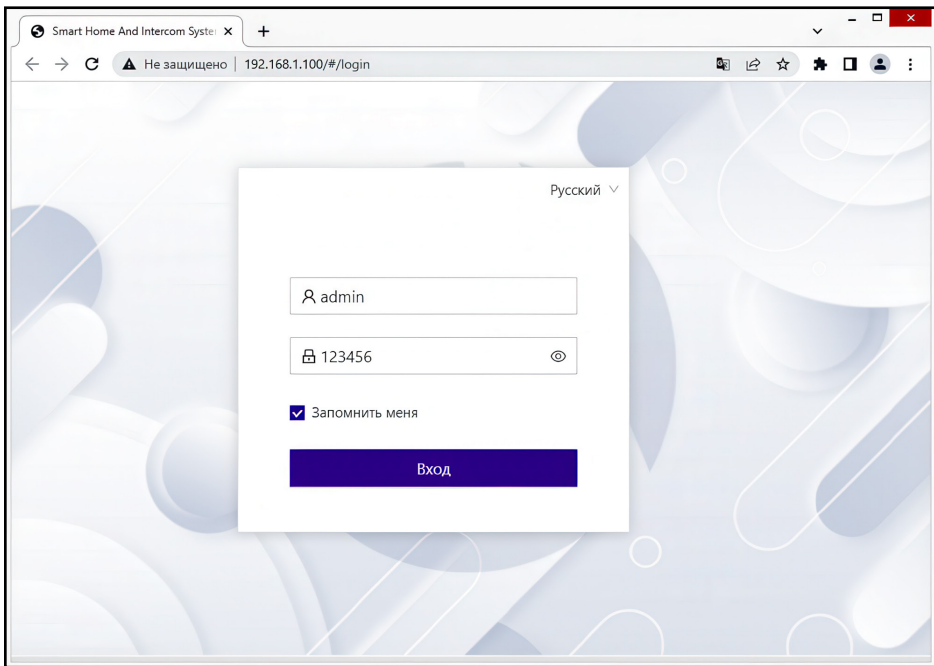 Smart Home And Intercom Syste
Не защищено | 192.168.1.100/#/login
Русский
admin
123456
Запомнить меня
Вход